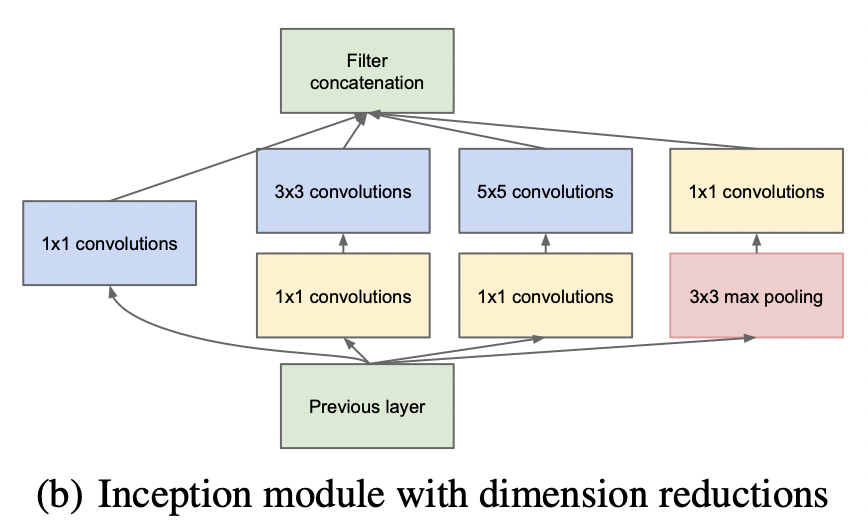 Filter
concatenation
3x3 convolutions
5x5 convolutions
1x1 convolutions
1x1 convolutions
1x1 convolutions
1x1 convolutions
3x3 max pooling
Previous layer
(b) Inception module with dimension reductions